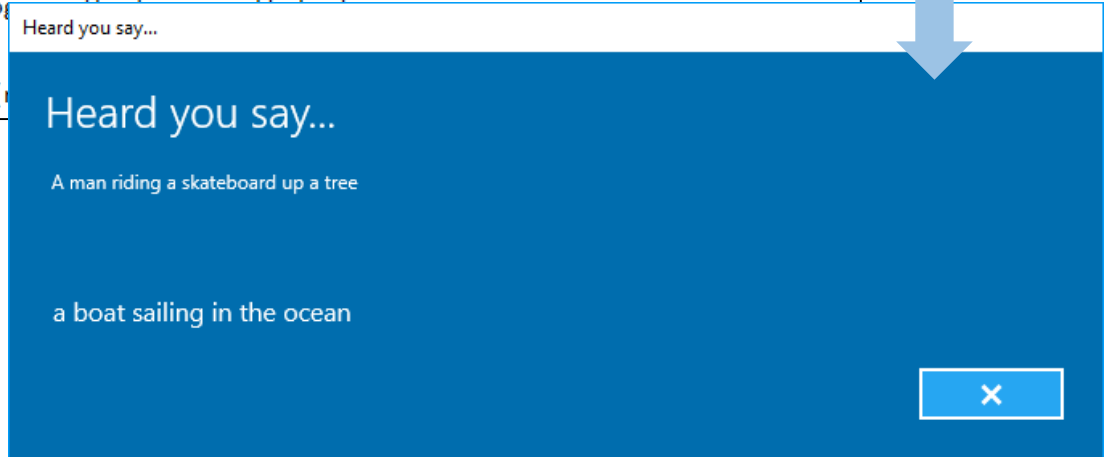 Heard you say...
Heard you say...
A man riding a skateboard up a tree
a boat sailing in the ocean